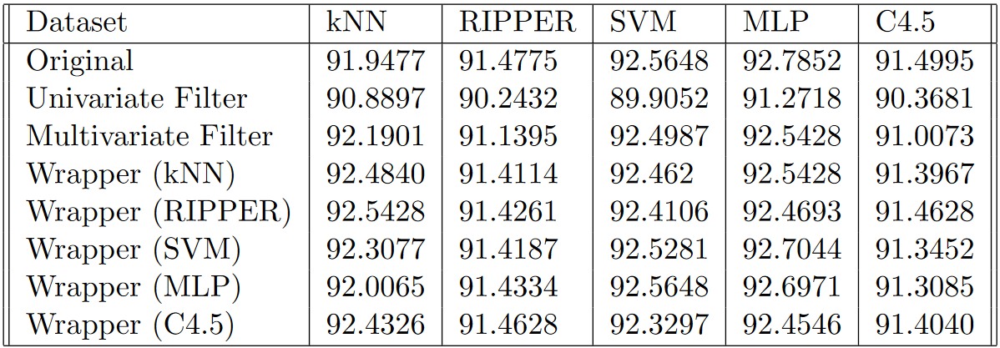 Dataset kNN RIPPER SVM MLP C4.5
Original 91.9477 91.4775 92.5648 92.7852 91.4995
Univariate Filter 90.8897 90.2432 89.9052 91.2718 90.3681
Multivariate Filter 92.1901 91.1395 92.4987 92.5428 91.0073
Wrapper (kNN) 92.4840 91.4114 92.462 92.5428 91.3967
Wrapper (RIPPER) 92.5428 91.4261 92.4106 92.4693 91.4628
Wrapper (SVM) 92.3077 91.4187 92.5281 92.7044 91.3452
Wrapper (MLP) 92.0065 91.4334 92.5648 92.6971 91.3085
Wrapper (C4.5) 92.4326 91.4628 92.3297 92.4546 91.4040